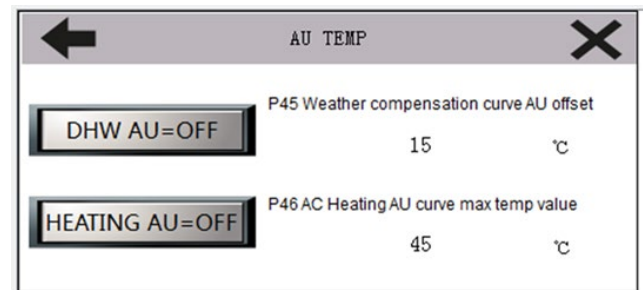 AU TEMP
DHW AU=OFF
P45 Weather compensation curve AU offset
15 ℃
HEATING AU=OFF
P46 AC Heating AU curve max temp value
45 ℃